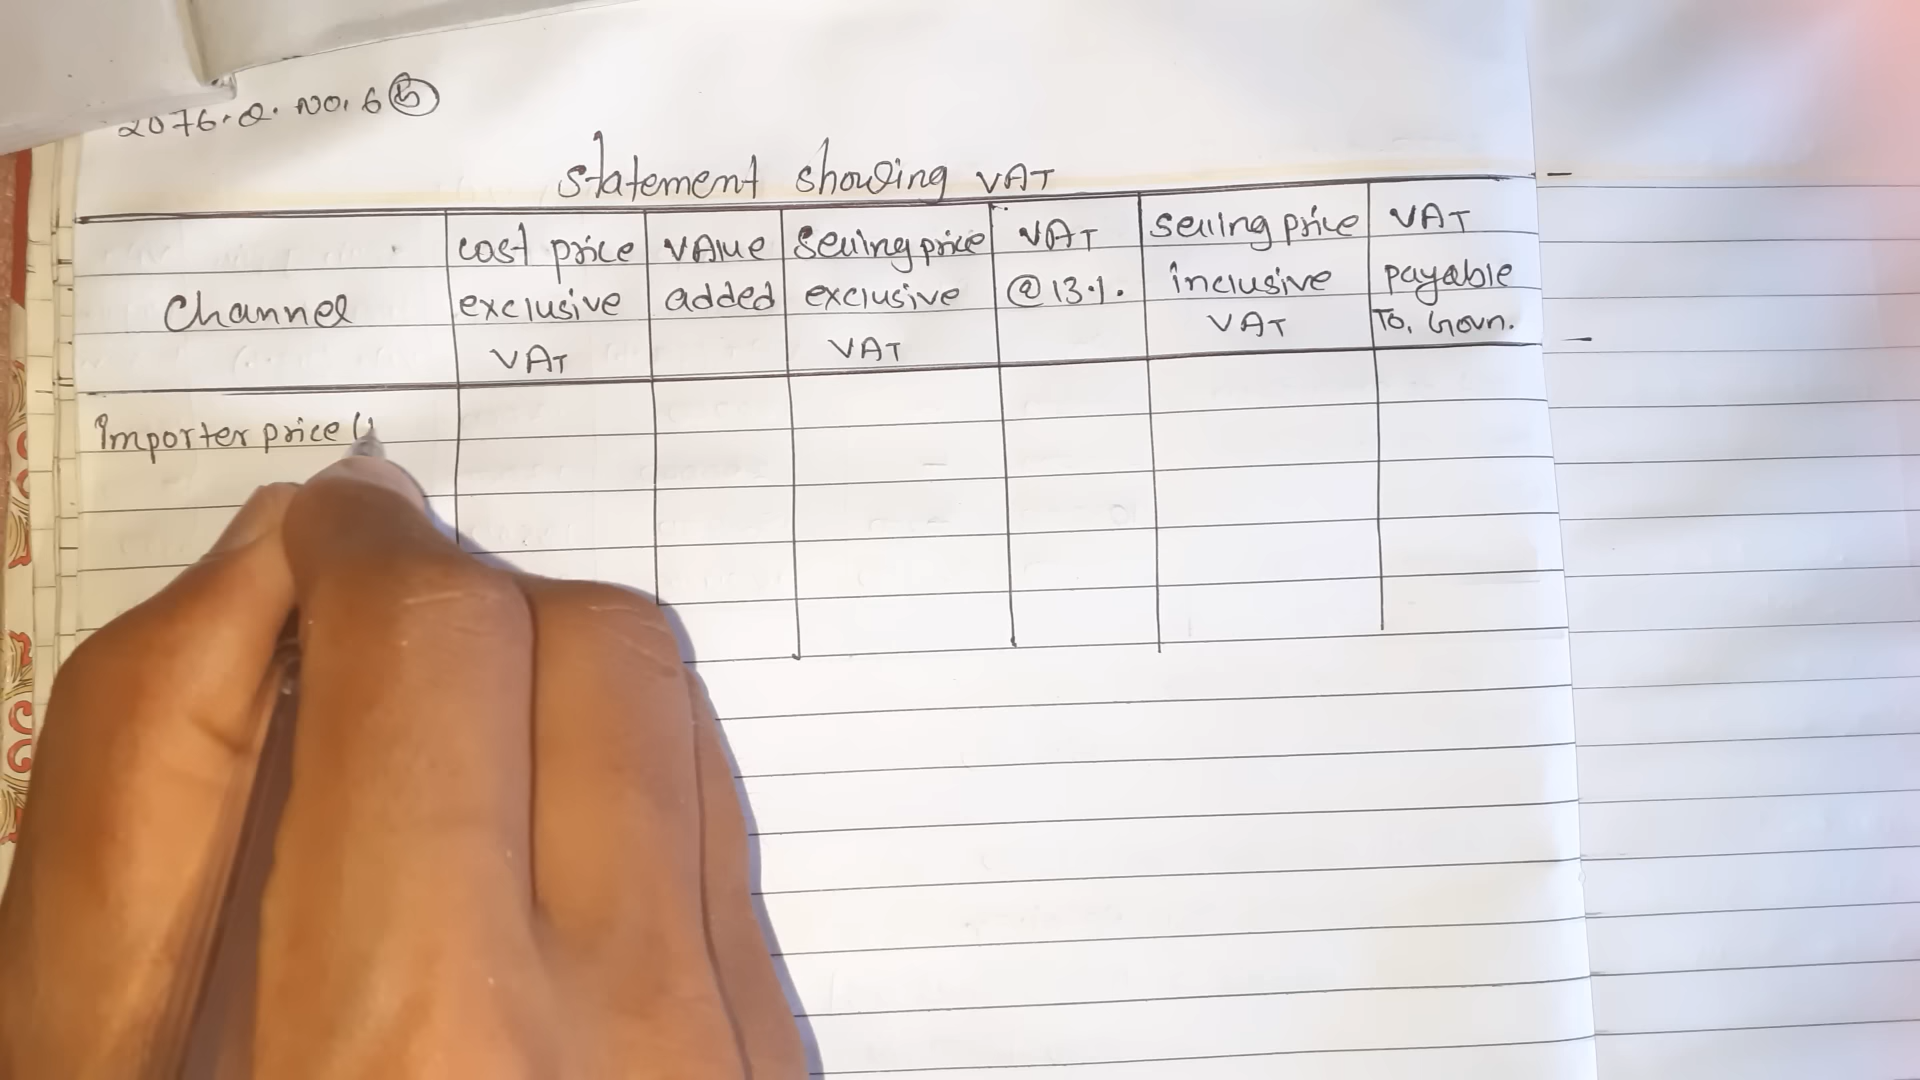 2076. Q. NO. 6 b
statement showing VAT
Channel
cost price
exclusive
VAT
VAlue
added
selling price
exclusive
VAT
VAT
@ 13%.
selling price
inclusive
VAT
VAT
payable
To, Govn.
Importer price (